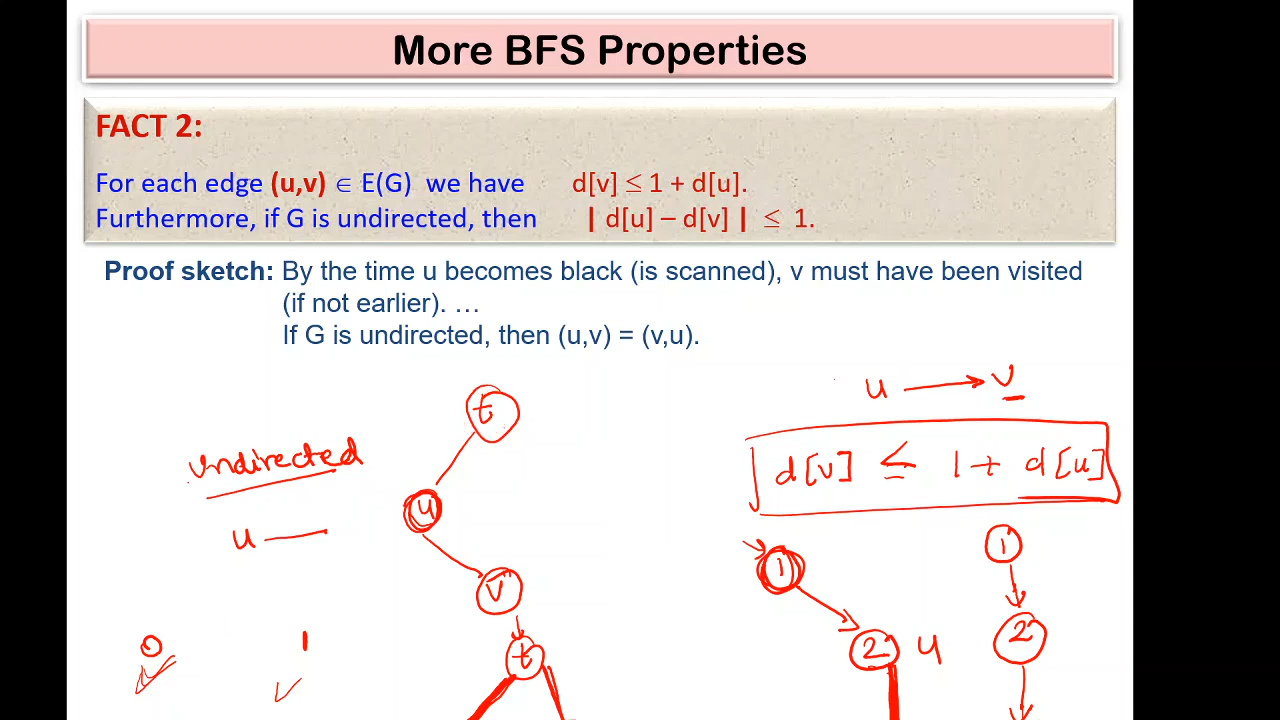 More BFS Properties
FACT 2:
For each edge (u,v) ∈ E(G) we have d[v] ≤ 1 + d[u].
Furthermore, if G is undirected, then | d[u] – d[v] | ≤ 1.
Proof sketch: By the time u becomes black (is scanned), v must have been visited
(if not earlier). …
If G is undirected, then (u,v) = (v,u).
u → v
t
undirected
d[v] ≤ 1 + d[u]
u
u
1
1
v
0
1
t
2
u
2